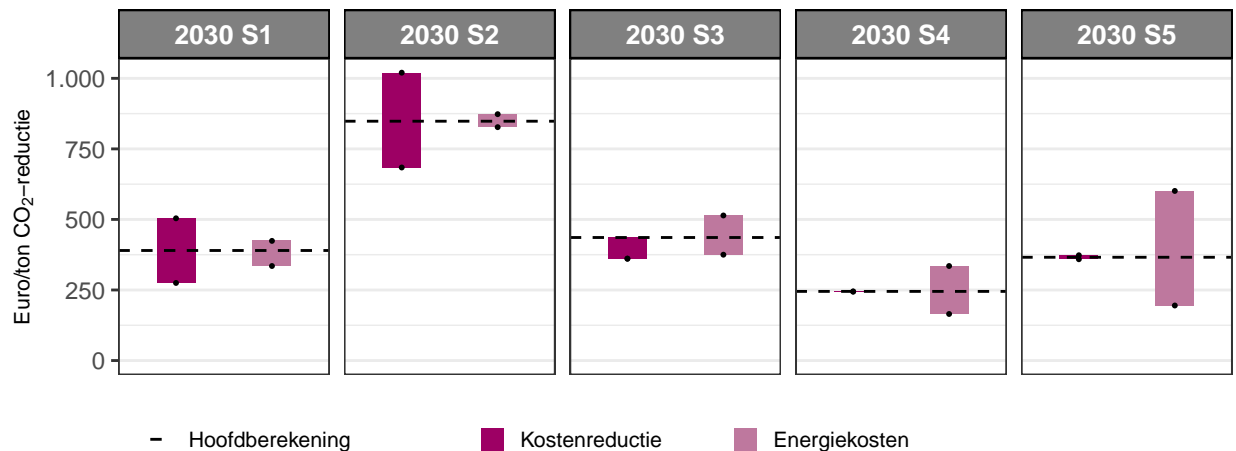 2030 S1 2030 S2 2030 S3 2030 S4 2030 S5
Euro/ton CO₂−reductie
1.000
750
500
250
0
Hoofdberekening Kostenreductie Energiekosten